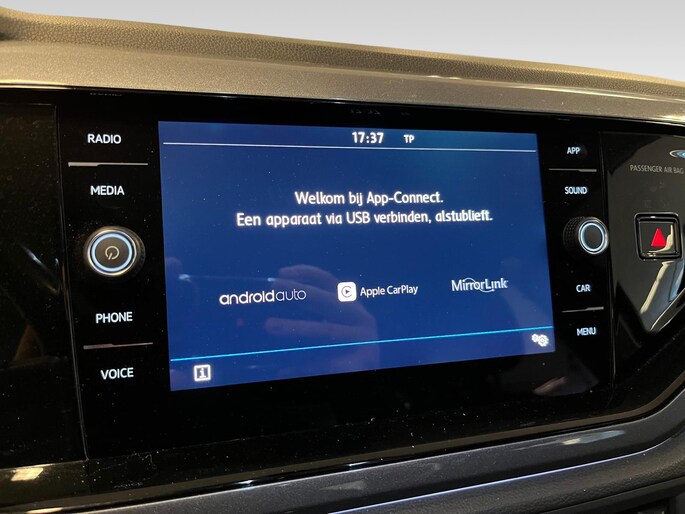 17:37 TP
RADIO
MEDIA
PHONE
VOICE
Welkom bij App-Connect.
Een apparaat via USB verbinden, alstublieft.
androidauto
Apple CarPlay
MirrorLink
APP
SOUND
CAR
MENU
PASSENGER AIR BAG